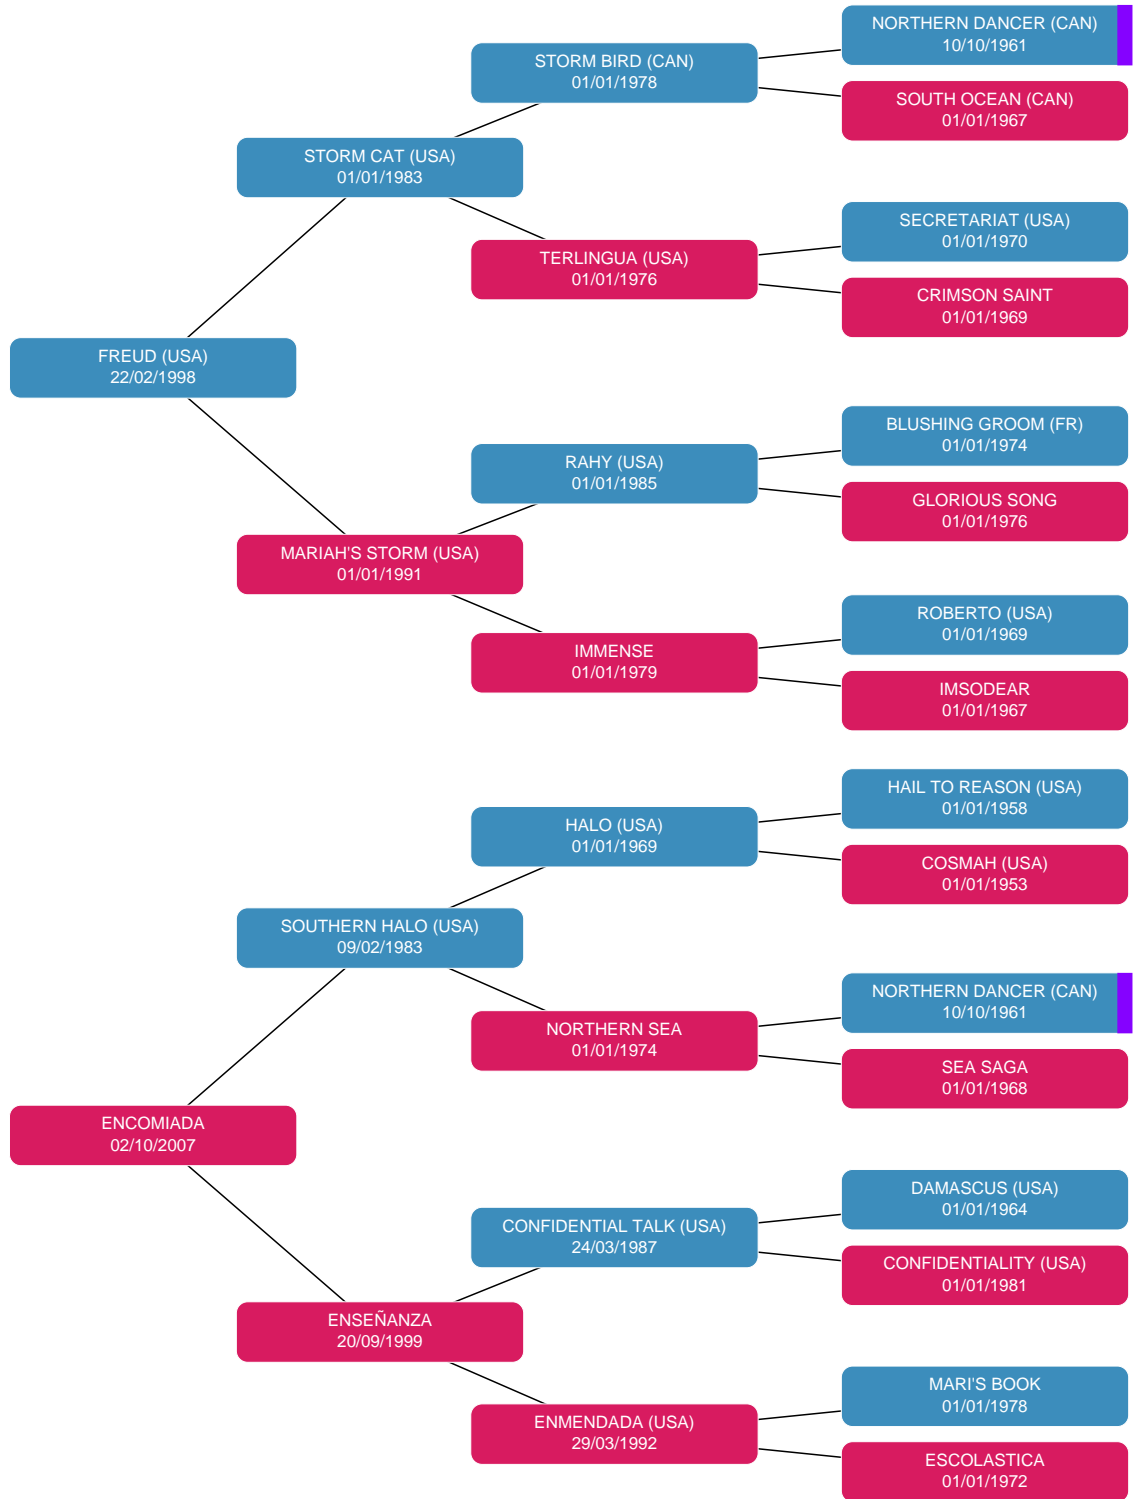 NORTHERN DANCER (CAN)
10/10/1961
STORM BIRD (CAN)
01/01/1978
SOUTH OCEAN (CAN)
01/01/1967
STORM CAT (USA)
01/01/1983
SECRETARIAT (USA)
01/01/1970
TERLINGUA (USA)
01/01/1976
CRIMSON SAINT
01/01/1969
FREUD (USA)
22/02/1998
BLUSHING GROOM (FR)
01/01/1974
RAHY (USA)
01/01/1985
GLORIOUS SONG
01/01/1976
MARIAH'S STORM (USA)
01/01/1991
ROBERTO (USA)
01/01/1969
IMMENSE
01/01/1979
IMSODEAR
01/01/1967
HAIL TO REASON (USA)
01/01/1958
HALO (USA)
01/01/1969
COSMAH (USA)
01/01/1953
SOUTHERN HALO (USA)
09/02/1983
NORTHERN DANCER (CAN)
10/10/1961
NORTHERN SEA
01/01/1974
SEA SAGA
01/01/1968
ENCOMIADA
02/10/2007
DAMASCUS (USA)
01/01/1964
CONFIDENTIAL TALK (USA)
24/03/1987
CONFIDENTIALITY (USA)
01/01/1981
ENSEÑANZA
20/09/1999
MARI'S BOOK
01/01/1978
ENMENDADA (USA)
29/03/1992
ESCOLASTICA
01/01/1972